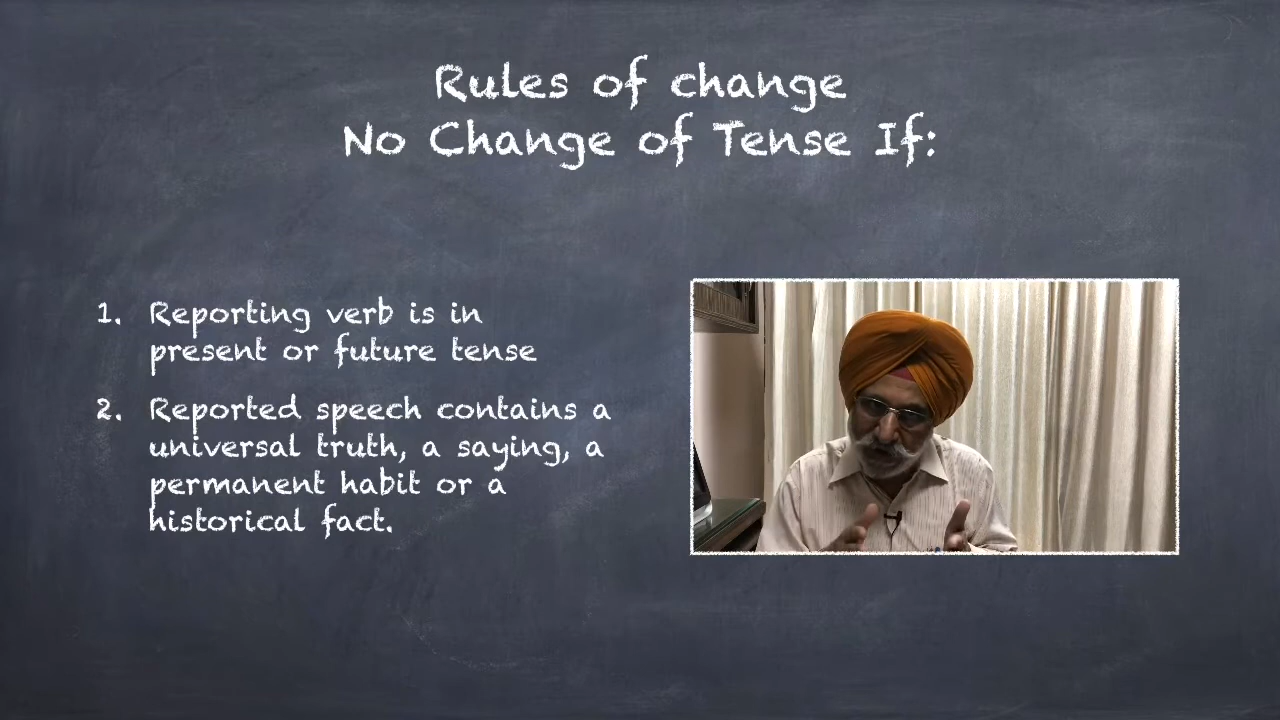 Rules of change
No Change of Tense If:
1. Reporting verb is in
present or future tense
2. Reported speech contains a
universal truth, a saying, a
permanent habit or a
historical fact.